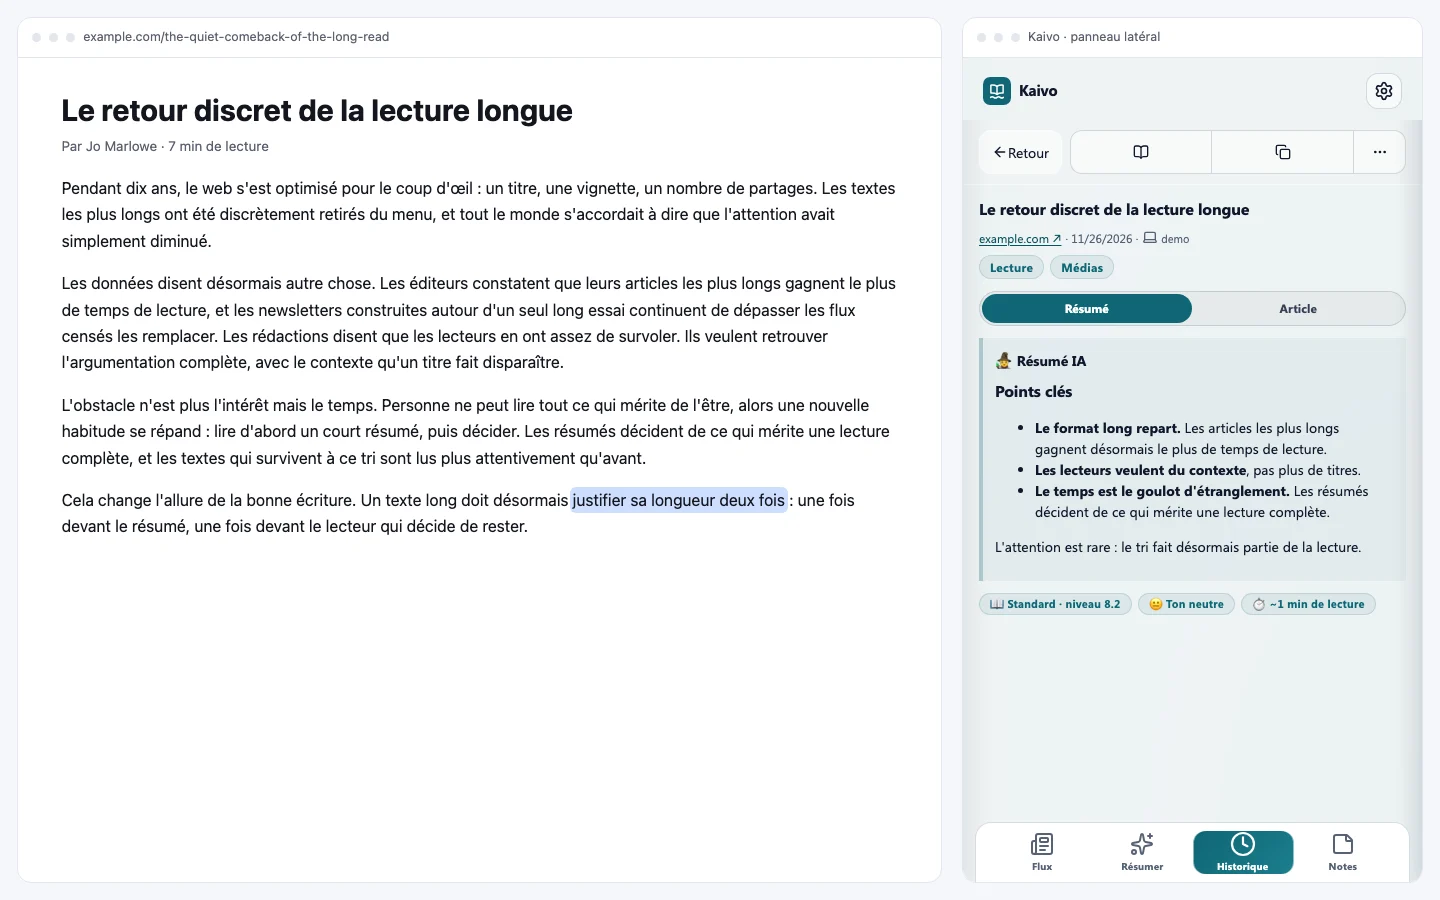 example.com/the-quiet-comeback-of-the-long-read
Le retour discret de la lecture longue
Par Jo Marlowe · 7 min de lecture
Pendant dix ans, le web s'est optimisé pour le coup d'œil : un titre, une vignette, un nombre de partages. Les textes
les plus longs ont été discrètement retirés du menu, et tout le monde s'accordait à dire que l'attention avait
simplement diminué.
Les données disent désormais autre chose. Les éditeurs constatent que leurs articles les plus longs gagnent le plus
de temps de lecture, et les newsletters construites autour d'un seul long essai continuent de dépasser les flux
censés les remplacer. Les rédactions disent que les lecteurs en ont assez de survoler. Ils veulent retrouver
l'argumentation complète, avec le contexte qu'un titre fait disparaître.
L'obstacle n'est plus l'intérêt mais le temps. Personne ne peut lire tout ce qui mérite de l'être, alors une nouvelle
habitude se répand : lire d'abord un court résumé, puis décider. Les résumés décident de ce qui mérite une lecture
complète, et les textes qui survivent à ce tri sont lus plus attentivement qu'avant.
Cela change l'allure de la bonne écriture. Un texte long doit désormais justifier sa longueur deux fois : une fois
devant le résumé, une fois devant le lecteur qui décide de rester.
Kaivo · panneau latéral
Kaivo
Retour
Le retour discret de la lecture longue
example.com ↗ · 11/26/2026 · demo
Lecture Médias
Résumé Article
Résumé IA
Points clés
• Le format long repart. Les articles les plus longs
gagnent désormais le plus de temps de lecture.
• Les lecteurs veulent du contexte, pas plus de titres.
• Le temps est le goulot d'étranglement. Les résumés
décident de ce qui mérite une lecture complète.
L'attention est rare : le tri fait désormais partie de la lecture.
Standard · niveau 8.2 Ton neutre ~1 min de lecture
Flux Résumer Historique Notes